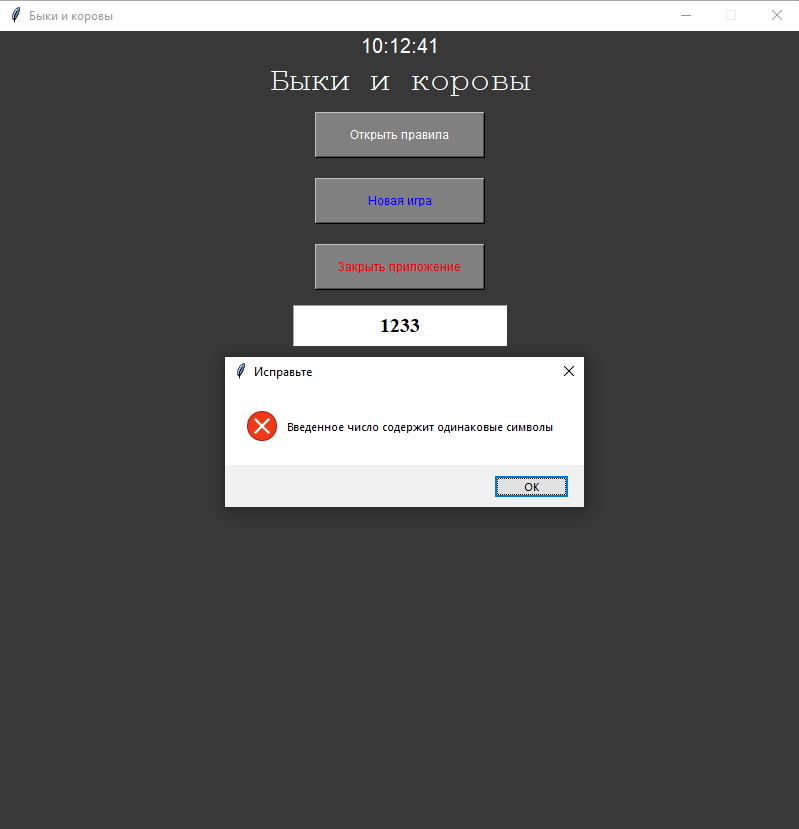 Быки и коровы
10:12:41
Быки и коровы
Открыть правила
Новая игра
Закрыть приложение
1233
Исправьте
Введенное число содержит одинаковые символы
OK